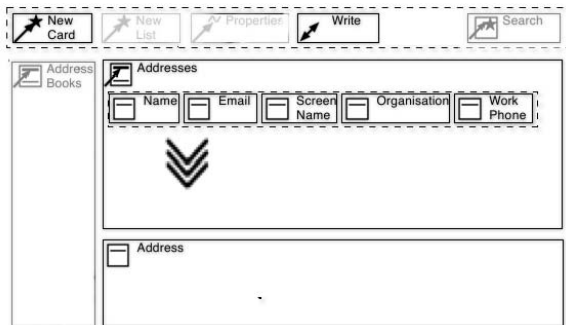 New
Card
New
List
Properties
Write
Search
Address
Books
Addresses
Name
Email
Screen
Name
Organisation
Work
Phone
Address